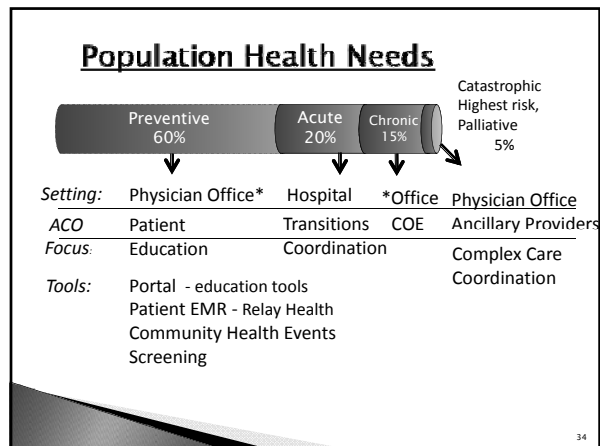 Population Health Needs
Catastrophic
Highest risk,
Palliative
5%
Preventive
60%
Acute
20%
Chronic
15%
Setting: Physician Office* Hospital *Office Physician Office
ACO Patient Transitions COE Ancillary Providers
Focus: Education Coordination Complex Care
Coordination
Tools: Portal - education tools
Patient EMR - Relay Health
Community Health Events
Screening
34